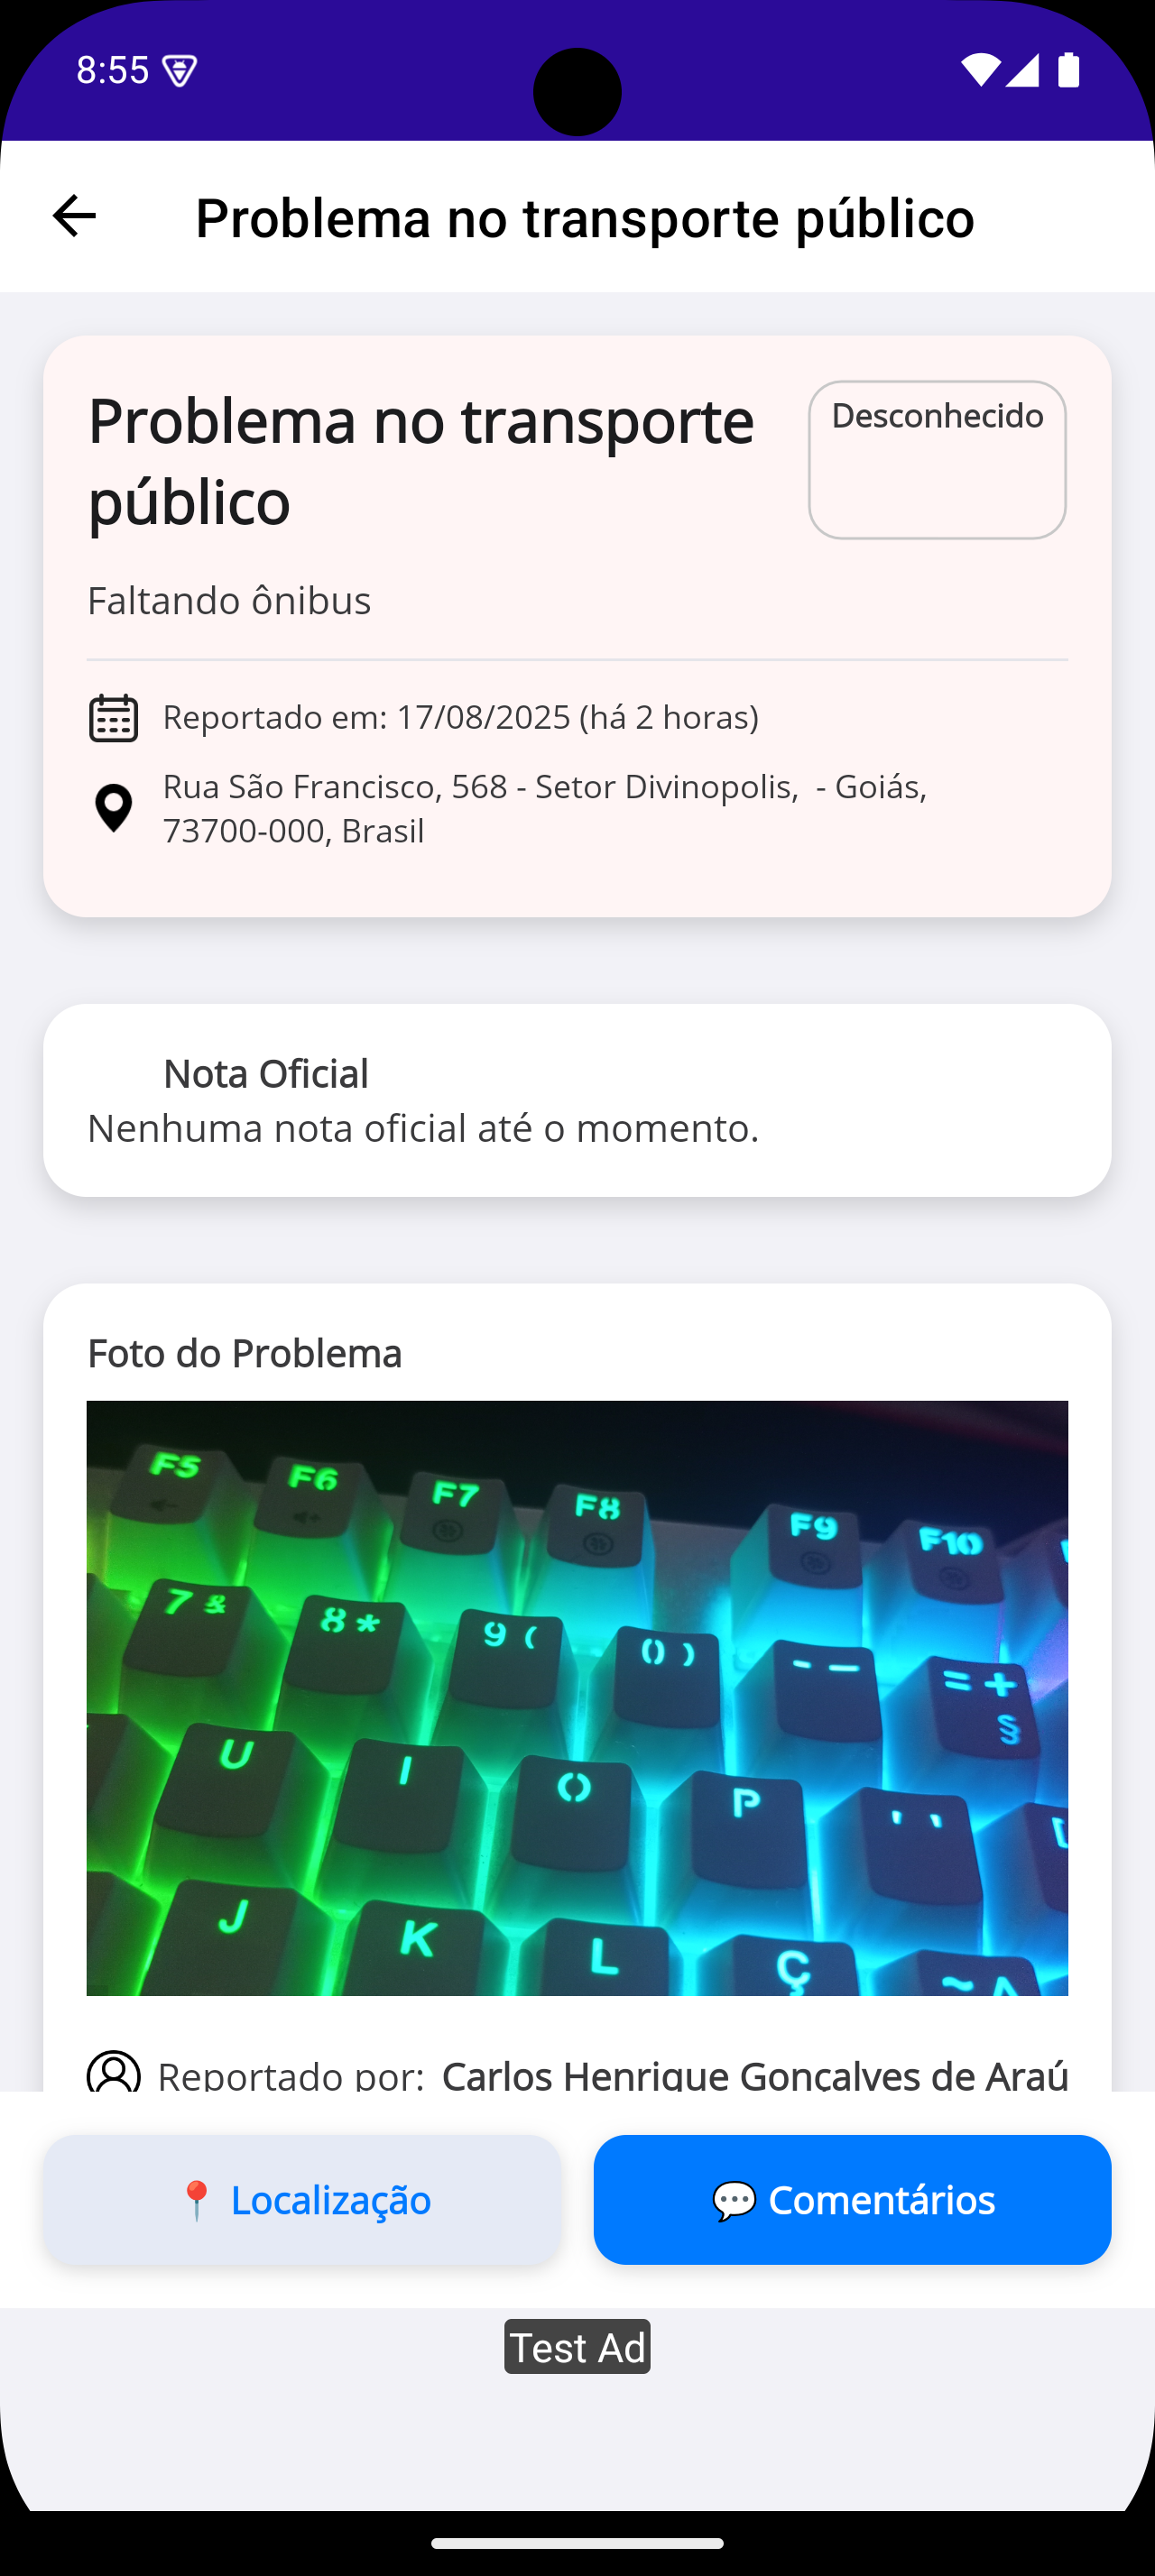 8:55
Problema no transporte público
Problema no transporte
público
Desconhecido
Faltando ônibus
Reportado em: 17/08/2025 (há 2 horas)
Rua São Francisco, 568 - Setor Divinopolis,  - Goiás,
73700-000, Brasil
Nota Oficial
Nenhuma nota oficial até o momento.
Foto do Problema
F5 F6 F7 F8 F9 F10
7 & 8 * 9 ( 0 ) - — = + §
U I O P ' '
J K L Ç ~ ^
Reportado por: Carlos Henrique Gonçalves de Araú
📍 Localização
💬 Comentários
Test Ad